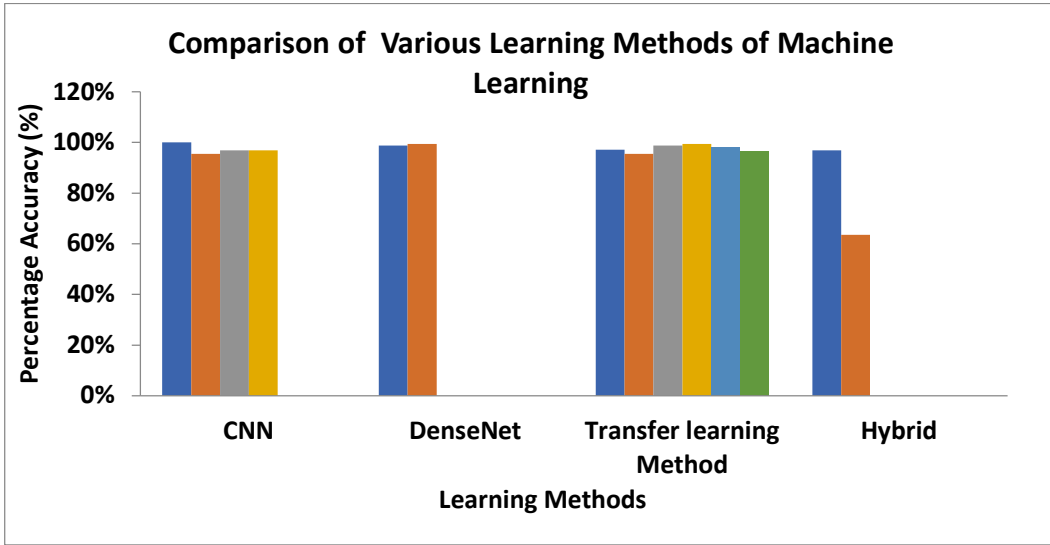 Comparison of Various Learning Methods of Machine
Learning
Percentage Accuracy (%)
120%
100%
80%
60%
40%
20%
0%
CNN
DenseNet
Transfer learning
Method
Hybrid
Learning Methods